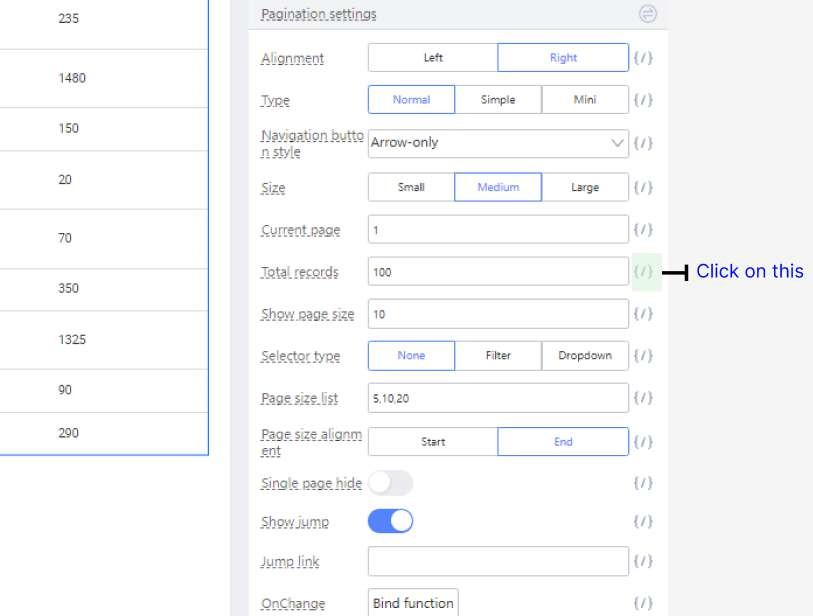 235
1480
150
20
70
350
1325
90
290
Pagination settings
Alignment Left Right {/}
Type Normal Simple Mini {/}
Navigation butto
n style Arrow-only {/}
Size Small Medium Large {/}
Current page 1 {/}
Total records 100 {/} Click on this
Show page size 10 {/}
Selector type None Filter Dropdown {/}
Page size list 5,10,20 {/}
Page size alignm
ent Start End {/}
Single page hide {/}
Show jump {/}
Jump link {/}
OnChange Bind function {/}